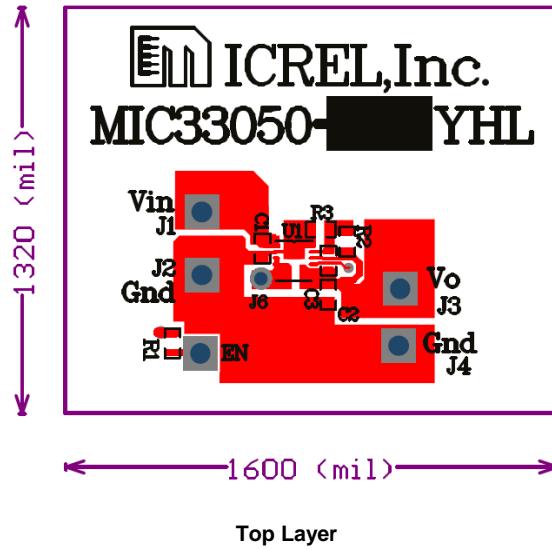 MICREL,Inc.
MIC33050- YHL
Vin
J1
C1
U1
R3
R2
J2
Gnd
J6
C3
C2
Vo
J3
R1
EN
Gnd
J4
1320 (mil)
1600 (mil)
Top Layer